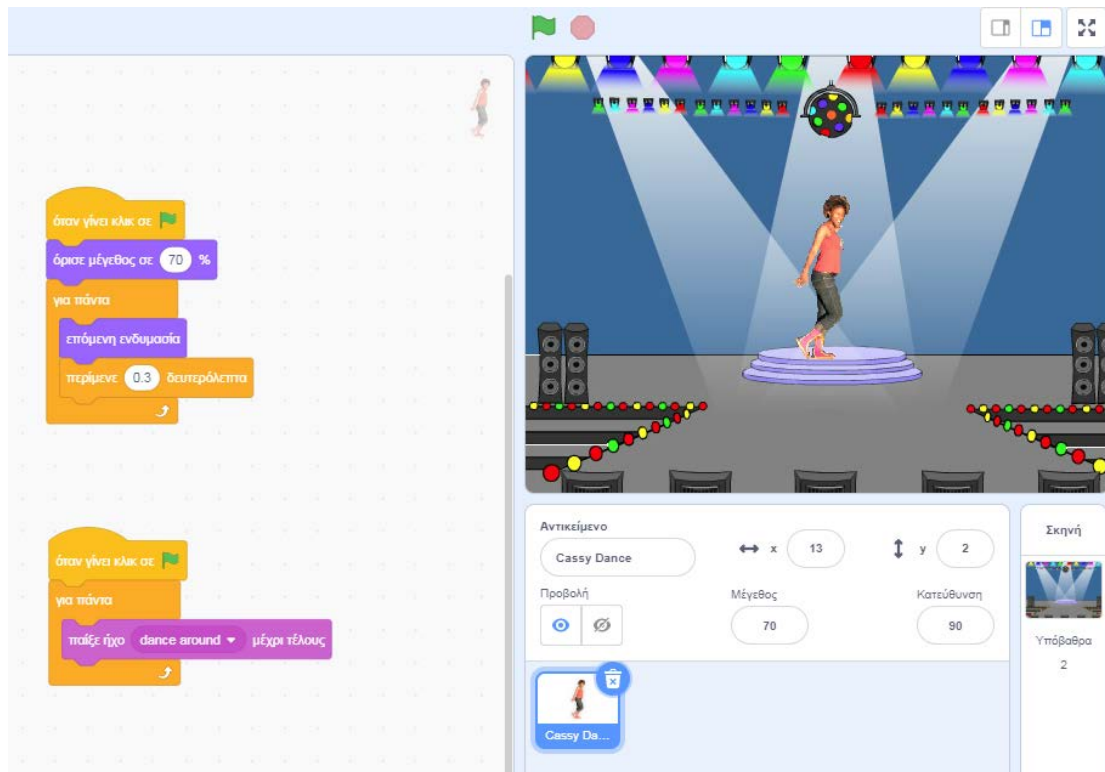 όταν γίνει κλικ σε
όρισε μέγεθος σε 70 %
για πάντα
επόμενη ενδυμασία
περίμενε 0.3 δευτερόλεπτα
όταν γίνει κλικ σε
για πάντα
παίξε ήχο dance around μέχρι τέλους
Αντικείμενο
Cassy Dance
x 13
y 2
Προβολή
Μέγεθος
70
Κατεύθυνση
90
Cassy Da...
Σκηνή
Υπόβαθρα
2